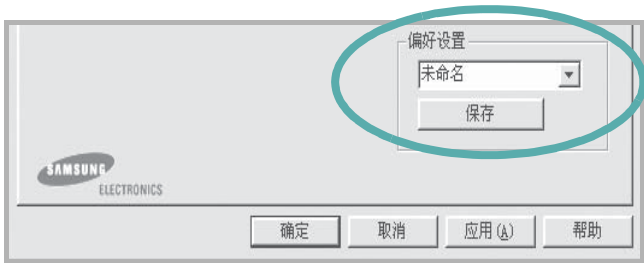 偏好设置
未命名
保存
SAMSUNG
ELECTRONICS
确定 取消 应用(A) 帮助